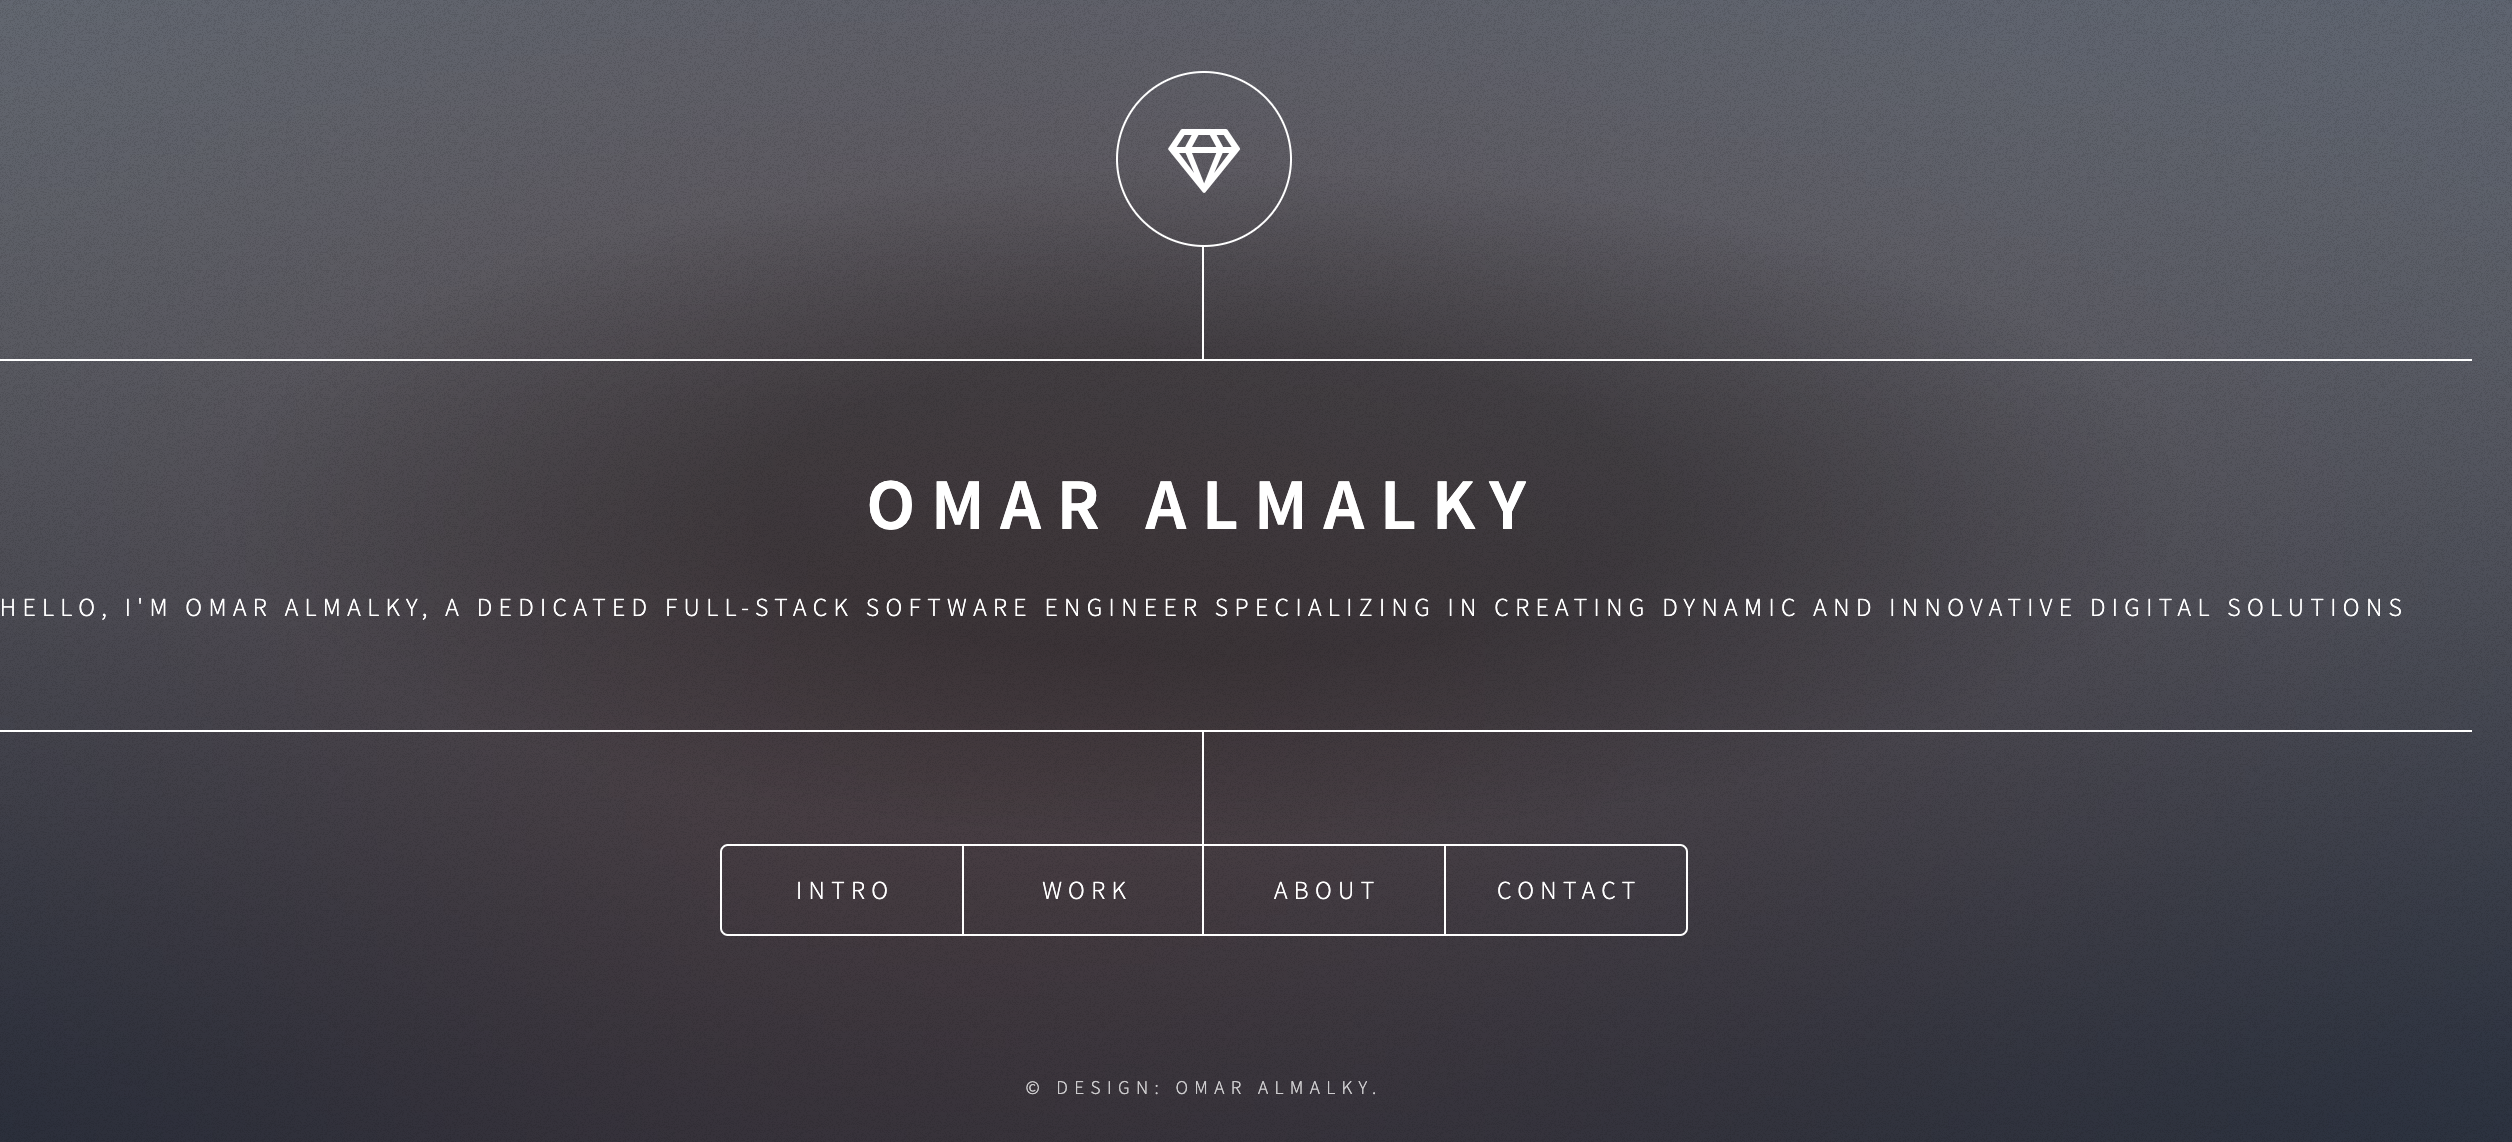 OMAR ALMALKY
HELLO, I'M OMAR ALMALKY, A DEDICATED FULL-STACK SOFTWARE ENGINEER SPECIALIZING IN CREATING DYNAMIC AND INNOVATIVE DIGITAL SOLUTIONS
INTRO
WORK
ABOUT
CONTACT
© DESIGN: OMAR ALMALKY.